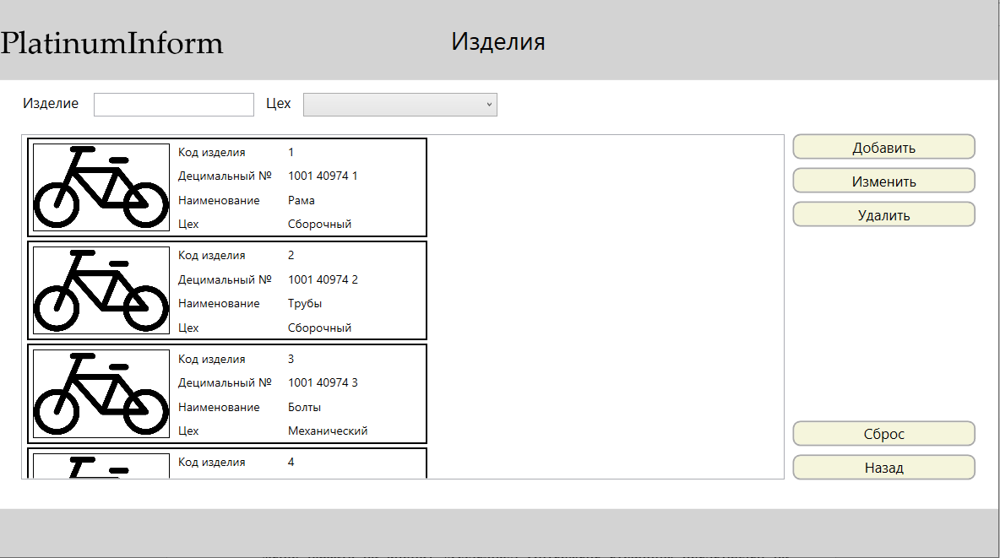 PlatinumInform
Изделия
Изделие
Цех
Код изделия 1
Децимальный № 1001 40974 1
Наименование Рама
Цех Сборочный
Код изделия 2
Децимальный № 1001 40974 2
Наименование Трубы
Цех Сборочный
Код изделия 3
Децимальный № 1001 40974 3
Наименование Болты
Цех Механический
Код изделия 4
Добавить
Изменить
Удалить
Сброс
Назад